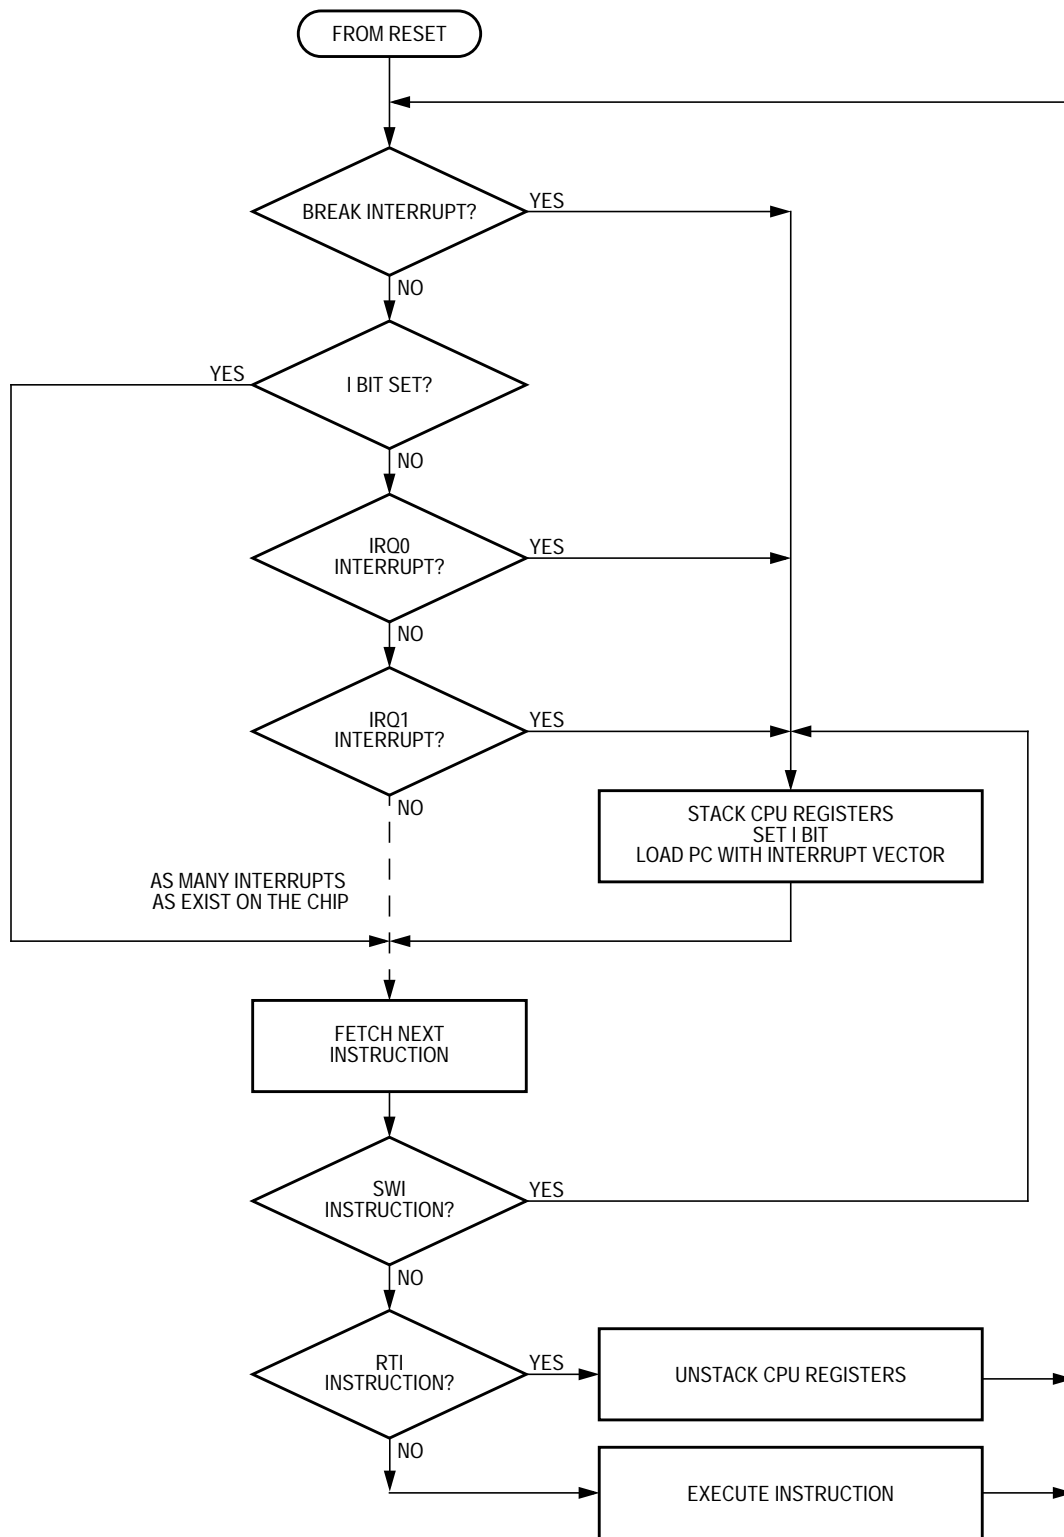 FROM RESET
BREAK INTERRUPT?
YES
NO
YES
I BIT SET?
NO
IRQ0
INTERRUPT?
YES
NO
IRQ1
INTERRUPT?
YES
NO
STACK CPU REGISTERS
SET I BIT
LOAD PC WITH INTERRUPT VECTOR
AS MANY INTERRUPTS
AS EXIST ON THE CHIP
FETCH NEXT
INSTRUCTION
SWI
INSTRUCTION?
YES
NO
RTI
INSTRUCTION?
YES
UNSTACK CPU REGISTERS
NO
EXECUTE INSTRUCTION